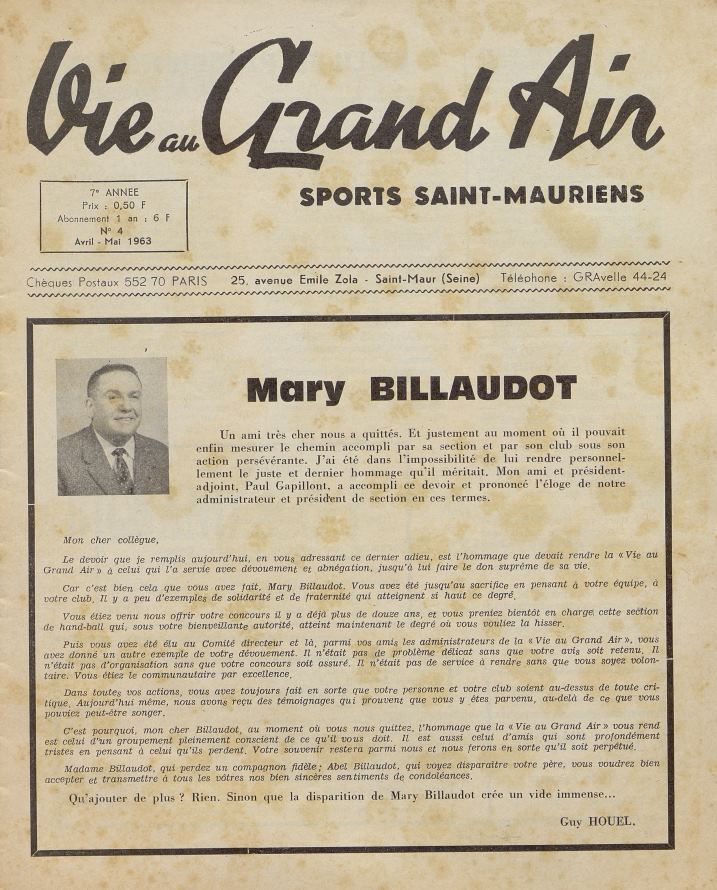 Vie au Grand Air
SPORTS SAINT-MAURIENS
7e ANNEE
Prix : 0,50 F
Abonnement 1 an : 6 F
N° 4
Avril - Mai 1963
Chèques Postaux 552 70 PARIS 25, avenue Emile Zola - Saint-Maur (Seine) Téléphone : GRAvelle 44-24
Mary BILLAUDOT
Un ami très cher nous a quittés. Et justement au moment où il pouvait
enfin mesurer le chemin accompli par sa section et par son club sous son
action persévérante. J'ai été dans l'impossibilité de lui rendre personnel-
lement le juste et dernier hommage qu'il méritait. Mon ami et président-
adjoint, Paul Gapillont, a accompli ce devoir et prononcé l'éloge de notre
administrateur et président de section en ces termes.
Mon cher collègue,
Le devoir que je remplis aujourd'hui, en vous adressant ce dernier adieu, est l'hommage que devait rendre la « Vie au
Grand Air » à celui qui l'a servie avec dévouement et abnégation, jusqu'à lui faire le don suprême de sa vie.
Car c'est bien cela que vous avez fait, Mary Billaudot. Vous avez été jusqu'au sacrifice en pensant à votre équipe, à
votre club. Il y a peu d'exemples de solidarité et de fraternité qui atteignent si haut ce degré.
Vous étiez venu nous offrir votre concours il y a déjà plus de douze ans, et vous preniez bientôt en charge cette section
de hand-ball qui, sous votre bienveillante autorité, atteint maintenant le degré où vous vouliez la hisser.
Puis vous avez été élu au Comité directeur et là, parmi vos amis les administrateurs de la « Vie au Grand Air », vous
avez donné un autre exemple de votre dévouement. Il n'était pas de problème délicat sans que votre avis soit retenu. Il
n'était pas d'organisation sans que votre concours soit assuré. Il n'était pas de service à rendre sans que vous soyez volon-
taire. Vous étiez le communautaire par excellence.
Dans toutes vos actions, vous avez toujours fait en sorte que votre personne et votre club soient au-dessus de toute cri-
tique. Aujourd'hui même, nous avons reçu des témoignages qui prouvent que vous y êtes parvenu, au-delà de ce que vous
pouviez peut-être songer.
C'est pourquoi, mon cher Billaudot, au moment où vous nous quittez, l'hommage que la « Vie au Grand Air » vous rend
est celui d'un groupement pleinement conscient de ce qu'il vous doit. Il est aussi celui d'amis qui sont profondément
tristes en pensant à celui qu'ils perdent. Votre souvenir restera parmi nous et nous ferons en sorte qu'il soit perpétué.
Madame Billaudot, qui perdez un compagnon fidèle ; Abel Billaudot, qui voyez disparaître votre père, vous voudrez bien
accepter et transmettre à tous les vôtres nos bien sincères sentiments de condoléances.
Qu'ajouter de plus ? Rien. Sinon que la disparition de Mary Billaudot crée un vide immense...
Guy HOUEL.